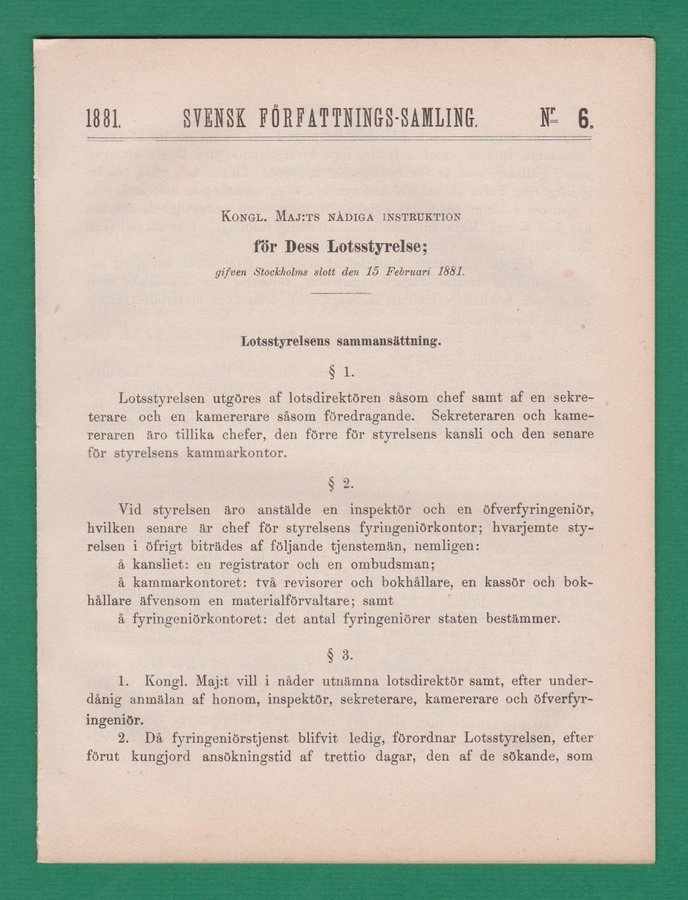 1881. SVENSK FÖRFATTNINGS-SAMLING. Nr 6.
KONGL. MAJ:TS NÅDIGA INSTRUKTION
för Dess Lotsstyrelse;
gifven Stockholms slott den 15 Februari 1881.
Lotsstyrelsens sammansättning.
§ 1.
Lotsstyrelsen utgöres af lotsdirektören såsom chef samt af en sekre-
terare och en kamererare såsom föredragande. Sekreteraren och kame-
reraren äro tillika chefer, den förre för styrelsens kansli och den senare
för styrelsens kammarkontor.
§ 2.
Vid styrelsen äro anstälde en inspektör och en öfverfyringeniör,
hvilken senare är chef för styrelsens fyringeniörkontor; hvarjemte sty-
relsen i öfrigt biträdes af följande tjenstemän, nemligen:
å kansliet: en registrator och en ombudsman;
å kammarkontoret: två revisorer och bokhållare, en kassör och bok-
hållare äfvensom en materialförvaltare; samt
å fyringeniörkontoret: det antal fyringeniörer staten bestämmer.
§ 3.
1. Kongl. Maj:t vill i nåder utnämna lotsdirektör samt, efter under-
dånig anmälan af honom, inspektör, sekreterare, kamererare och öfverfyr-
ingeniör.
2. Då fyringeniörstjenst blifvit ledig, förordnar Lotsstyrelsen, efter
förut kungjord ansökningstid af trettio dagar, den af de sökande, som